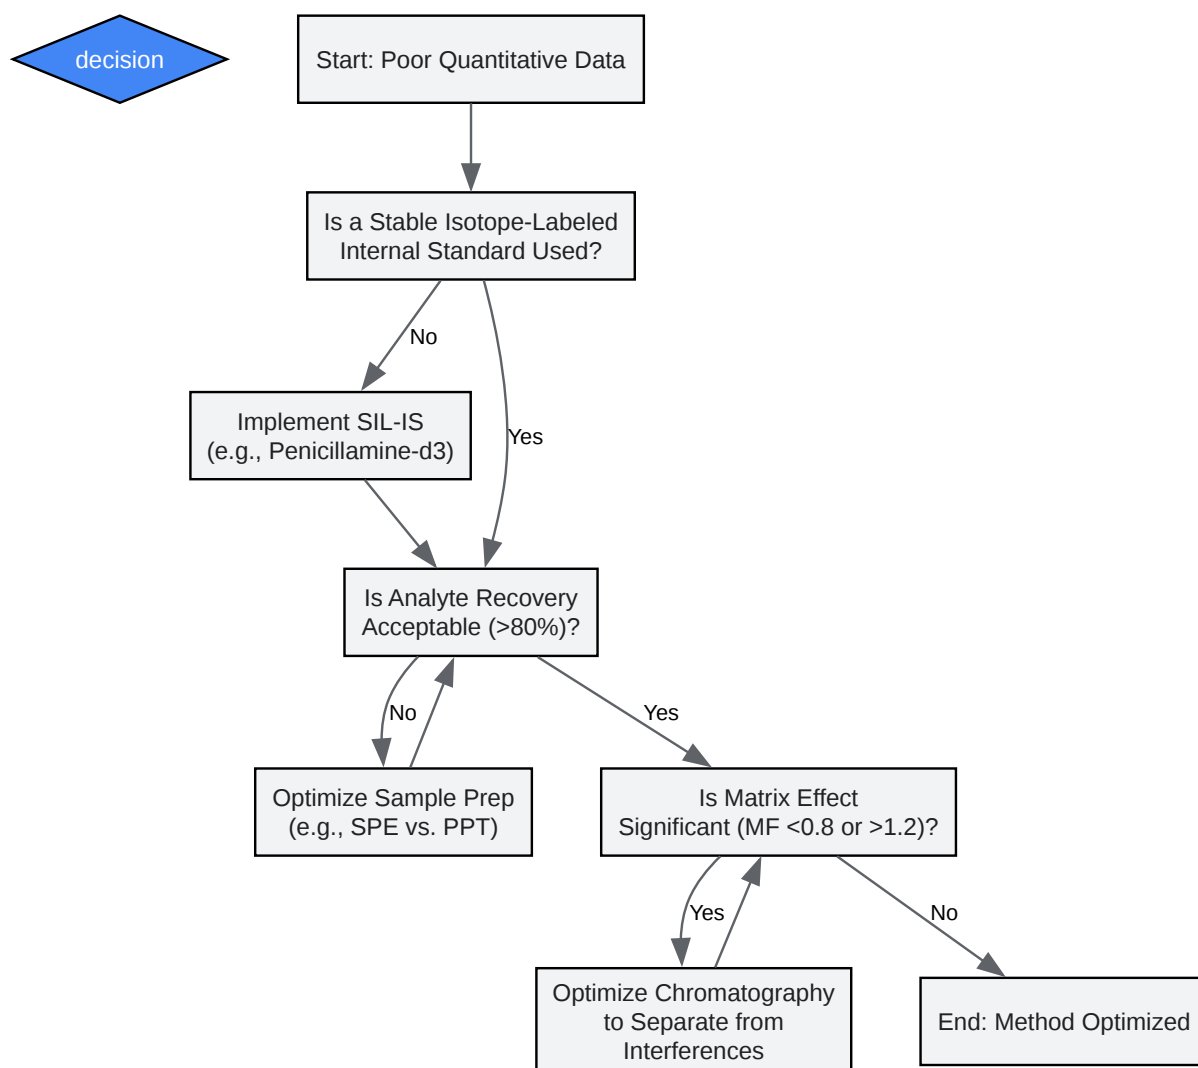 decision
Start: Poor Quantitative Data
Is a Stable Isotope-Labeled
Internal Standard Used?
No
Yes
Implement SIL-IS
(e.g., Penicillamine-d3)
Is Analyte Recovery
Acceptable (>80%)?
No
Yes
Optimize Sample Prep
(e.g., SPE vs. PPT)
Is Matrix Effect
Significant (MF <0.8 or >1.2)?
Yes
No
Optimize Chromatography
to Separate from
Interferences
End: Method Optimized